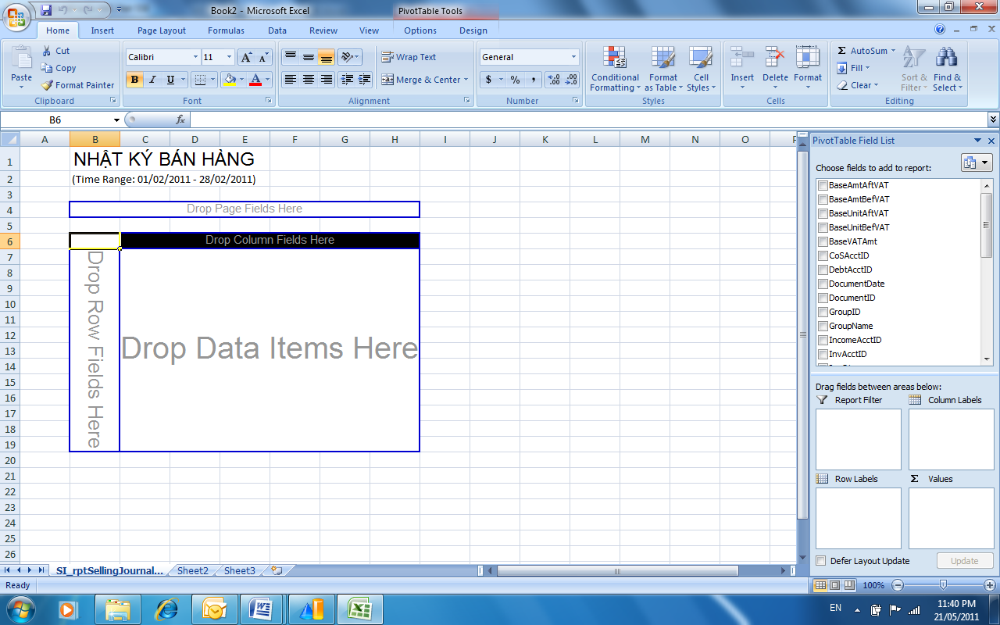 Book2 - Microsoft Excel
PivotTable Tools
Home Insert Page Layout Formulas Data Review View Options Design
Paste
Cut
Copy
Format Painter
Clipboard
Calibri 11
B I U A
Font
Wrap Text
Merge & Center
Alignment
General
$ % ,
Number
Conditional Formatting
Format as Table
Cell Styles
Styles
Insert Delete Format
Cells
Σ AutoSum
Fill
Clear
Sort & Filter
Find & Select
Editing
B6 fx
A B C D E F G H I J K L M N O
1 NHẬT KÝ BÁN HÀNG
2 (Time Range: 01/02/2011 - 28/02/2011)
3
4 Drop Page Fields Here
5
6 Drop Column Fields Here
7
8
9
10
11
12
13
14
15
16
17
18
19
20
21
22
23
24
25
26
Drop Row Fields Here
Drop Data Items Here
PivotTable Field List
Choose fields to add to report:
BaseAmtAftVAT
BaseAmtBefVAT
BaseUnitAftVAT
BaseUnitBefVAT
BaseVATAmt
CoSAcctID
DebtAcctID
DocumentDate
DocumentID
GroupID
GroupName
IncomeAcctID
InvAcctID
Drag fields between areas below:
Report Filter Column Labels
Row Labels Σ Values
Defer Layout Update Update
SI_rptSellingJournal... Sheet2 Sheet3
Ready 100%
EN 11:40 PM
21/05/2011